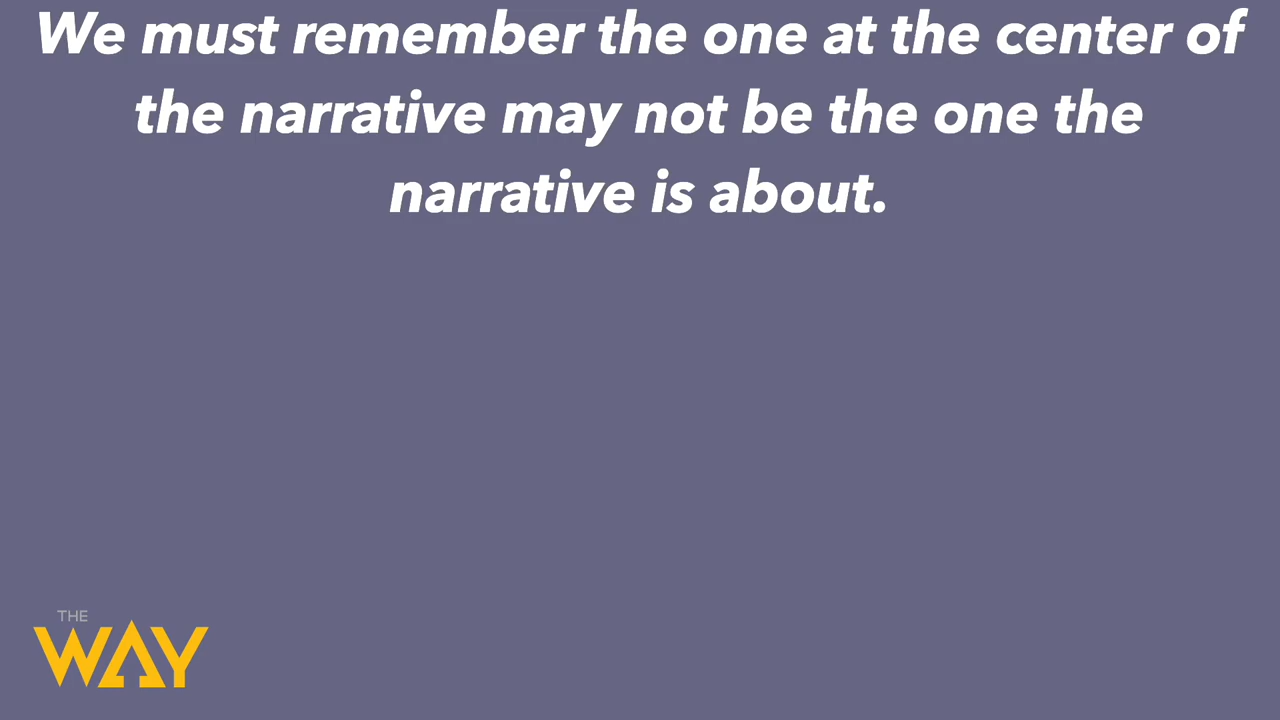 We must remember the one at the center of
the narrative may not be the one the
narrative is about.
THE
WAY